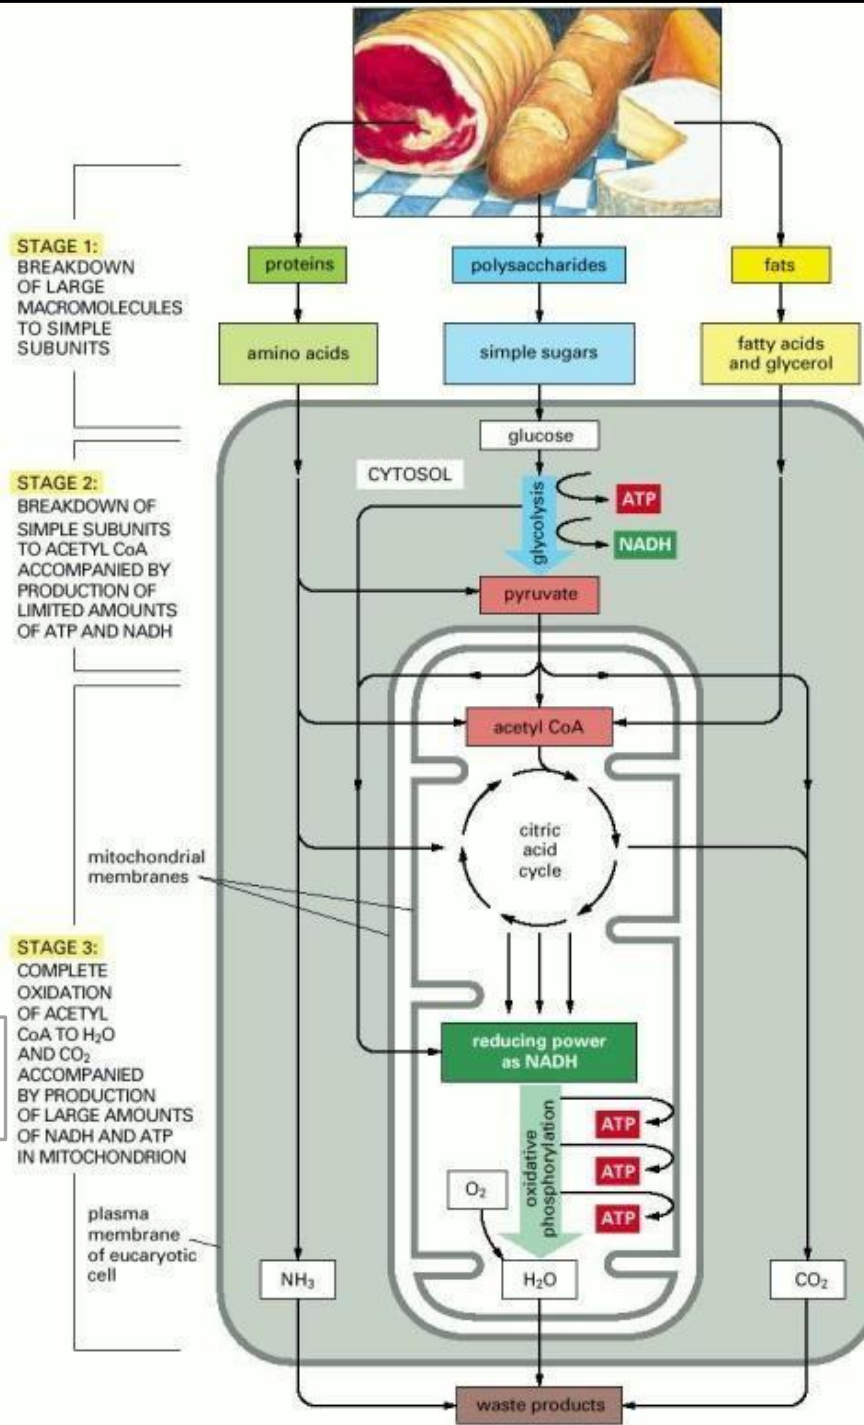 STAGE 1:
BREAKDOWN
OF LARGE
MACROMOLECULES
TO SIMPLE
SUBUNITS
proteins
polysaccharides
fats
amino acids
simple sugars
fatty acids
and glycerol
STAGE 2:
BREAKDOWN OF
SIMPLE SUBUNITS
TO ACETYL CoA
ACCOMPANIED BY
PRODUCTION OF
LIMITED AMOUNTS
OF ATP AND NADH
glucose
CYTOSOL
glycolysis
ATP
NADH
pyruvate
acetyl CoA
citric
acid
cycle
mitochondrial
membranes
STAGE 3:
COMPLETE
OXIDATION
OF ACETYL
CoA TO H₂O
AND CO₂
ACCOMPANIED
BY PRODUCTION
OF LARGE AMOUNTS
OF NADH AND ATP
IN MITOCHONDRION
reducing power
as NADH
oxidative
phosphorylation
ATP
ATP
ATP
O₂
plasma
membrane
of eucaryotic
cell
NH₃
H₂O
CO₂
waste products